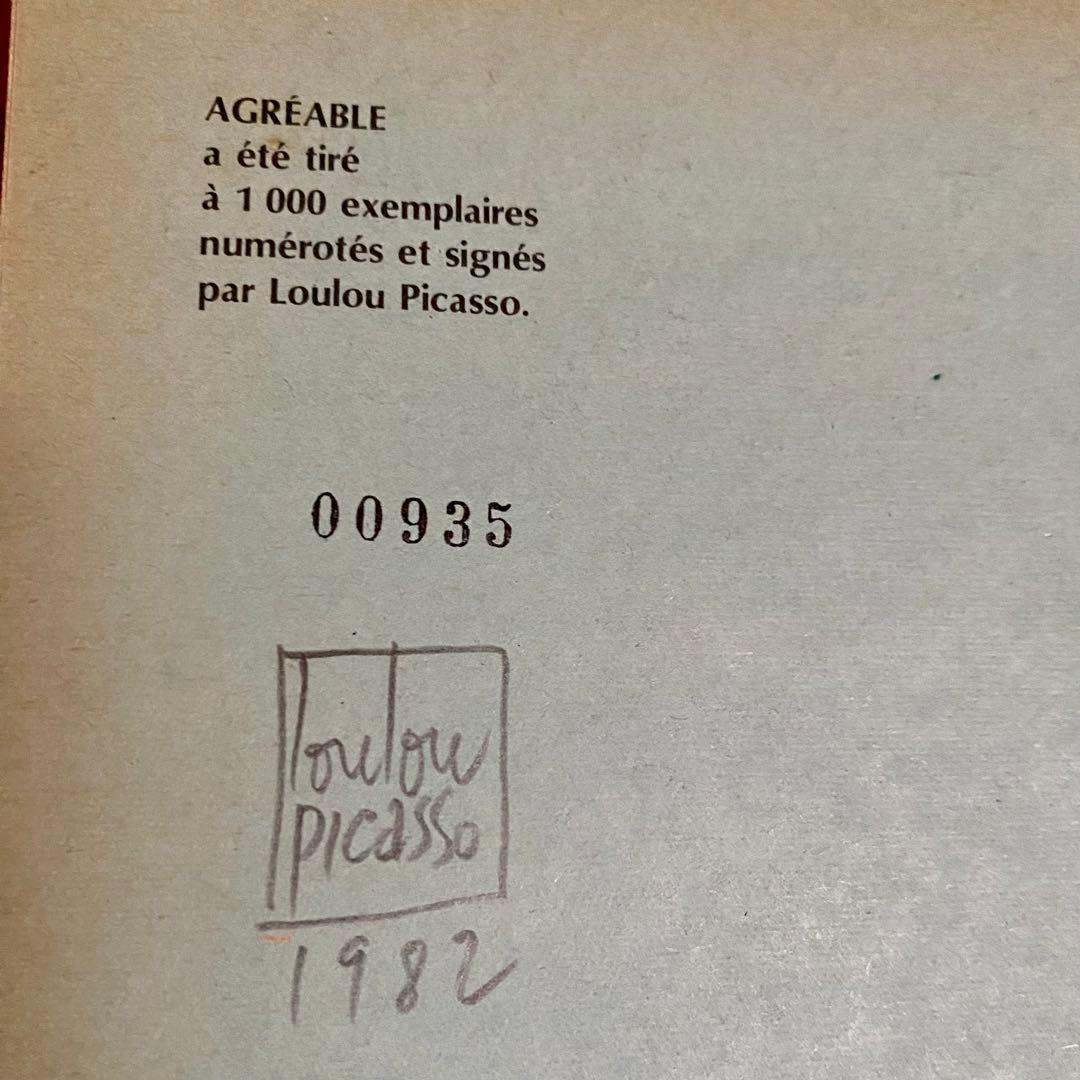 AGRÉABLE
a été tiré
à 1 000 exemplaires
numérotés et signés
par Loulou Picasso.
00935
loulou
picasso
1982